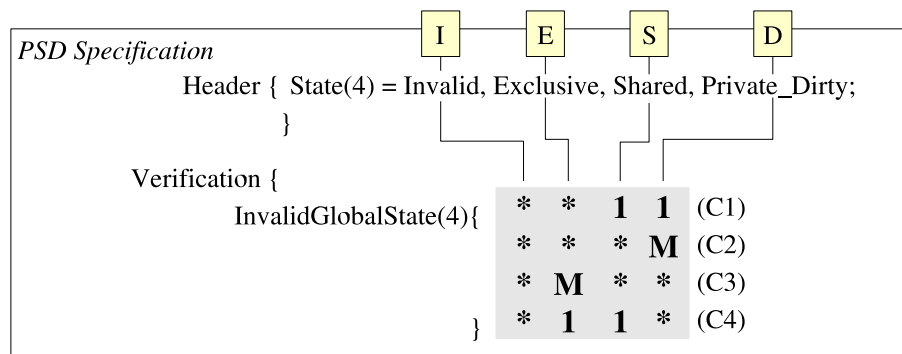 I E S D
PSD Specification
Header { State(4) = Invalid, Exclusive, Shared, Private_Dirty;
}
Verification {
InvalidGlobalState(4){ * * 1 1 (C1)
* * * M (C2)
* M * * (C3)
} * 1 1 * (C4)